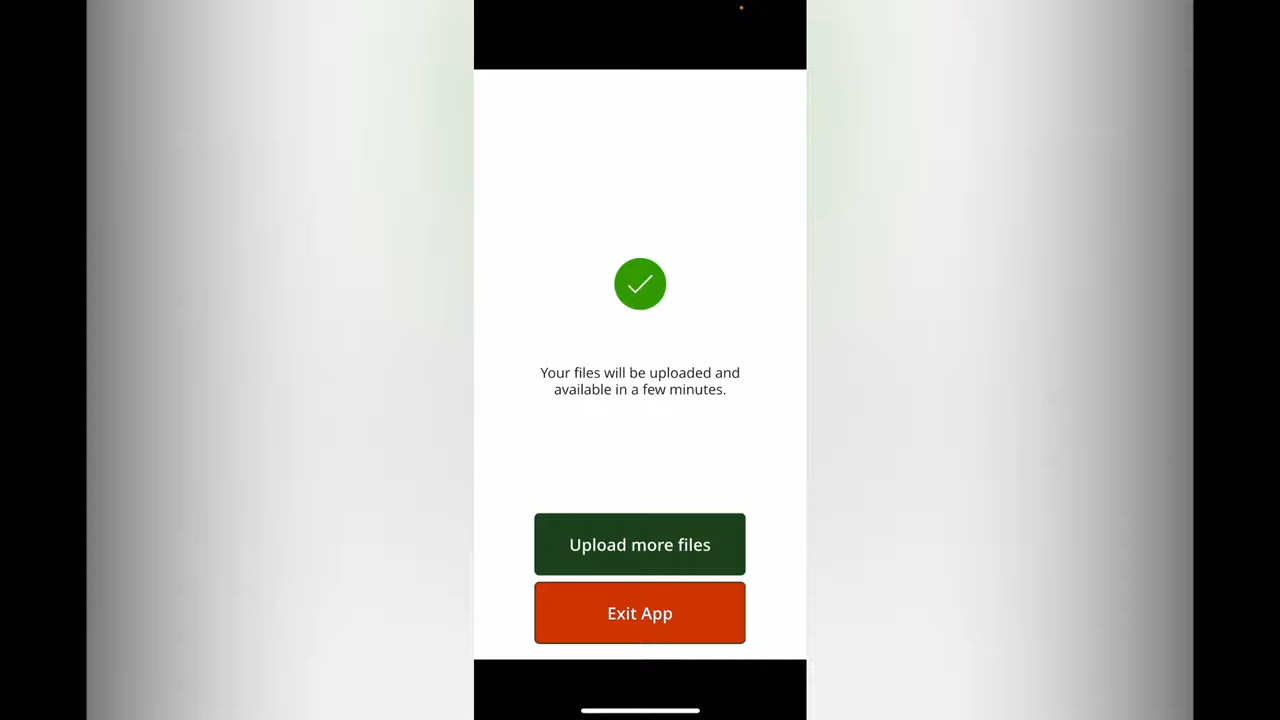 Your files will be uploaded and
available in a few minutes.
Upload more files
Exit App